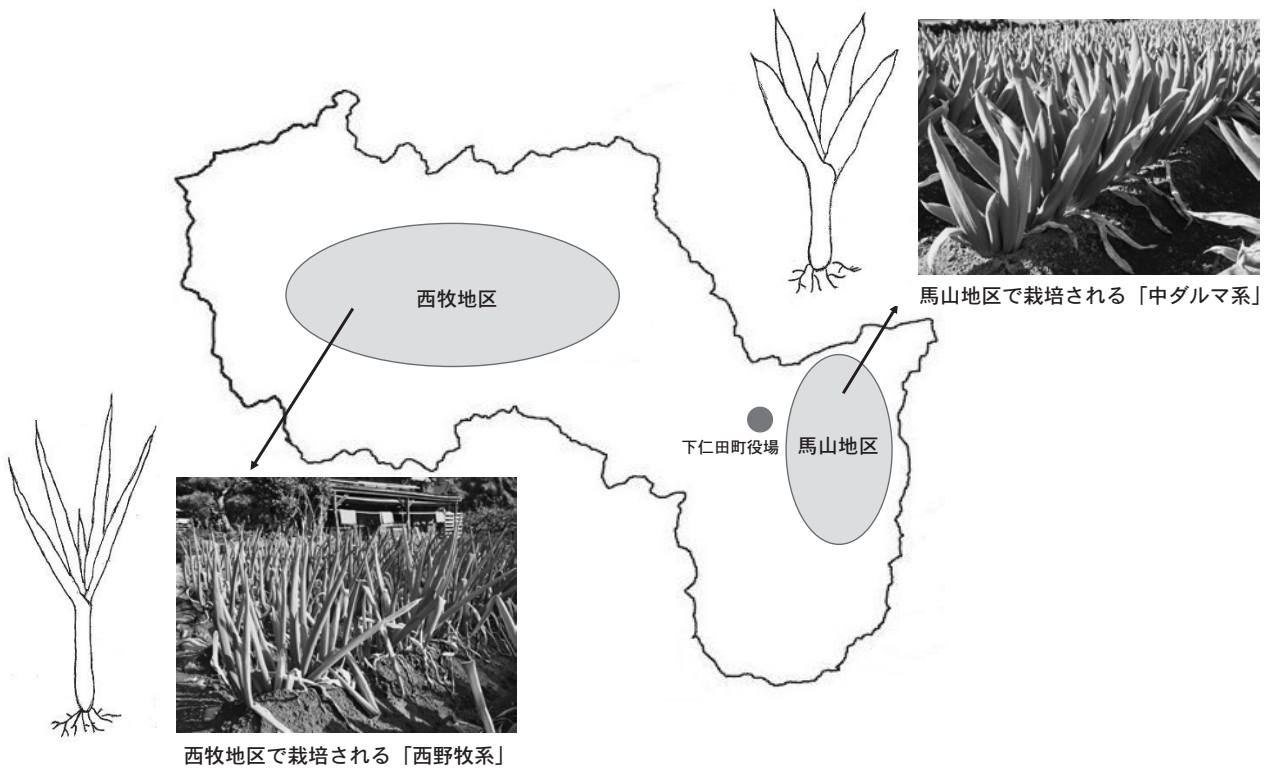 馬山地区で栽培される「中ダルマ系」
西牧地区
下仁田町役場
馬山地区
西牧地区で栽培される「西野牧系」